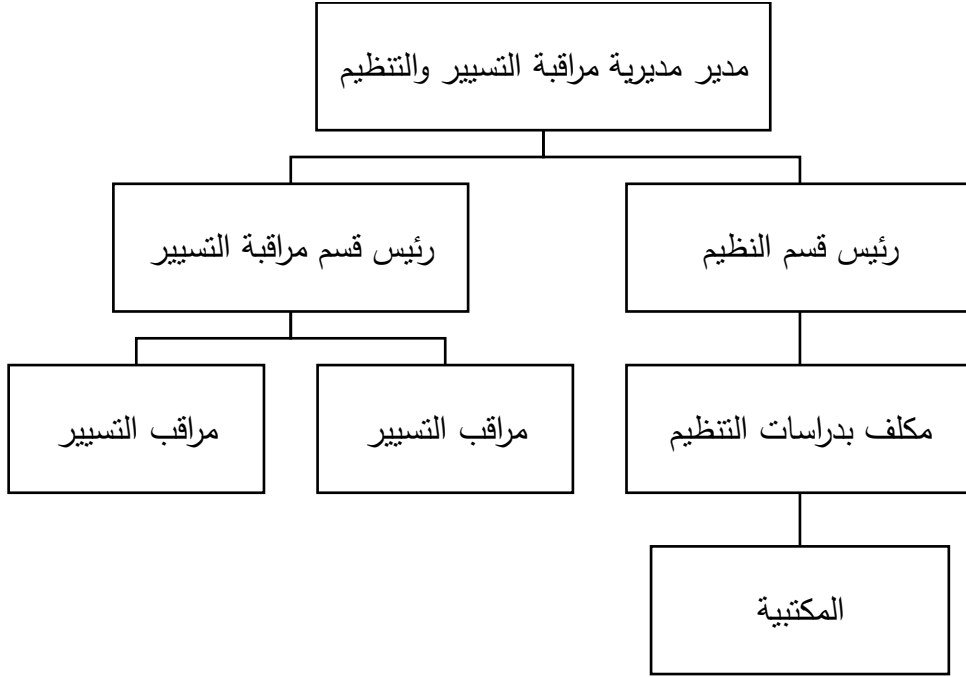 مدير مديرية مراقبة التسيير والتنظيم
رئيس قسم النظيم
رئيس قسم مراقبة التسيير
مكلف بدراسات التنظيم
مراقب التسيير
مراقب التسيير
المكتبية